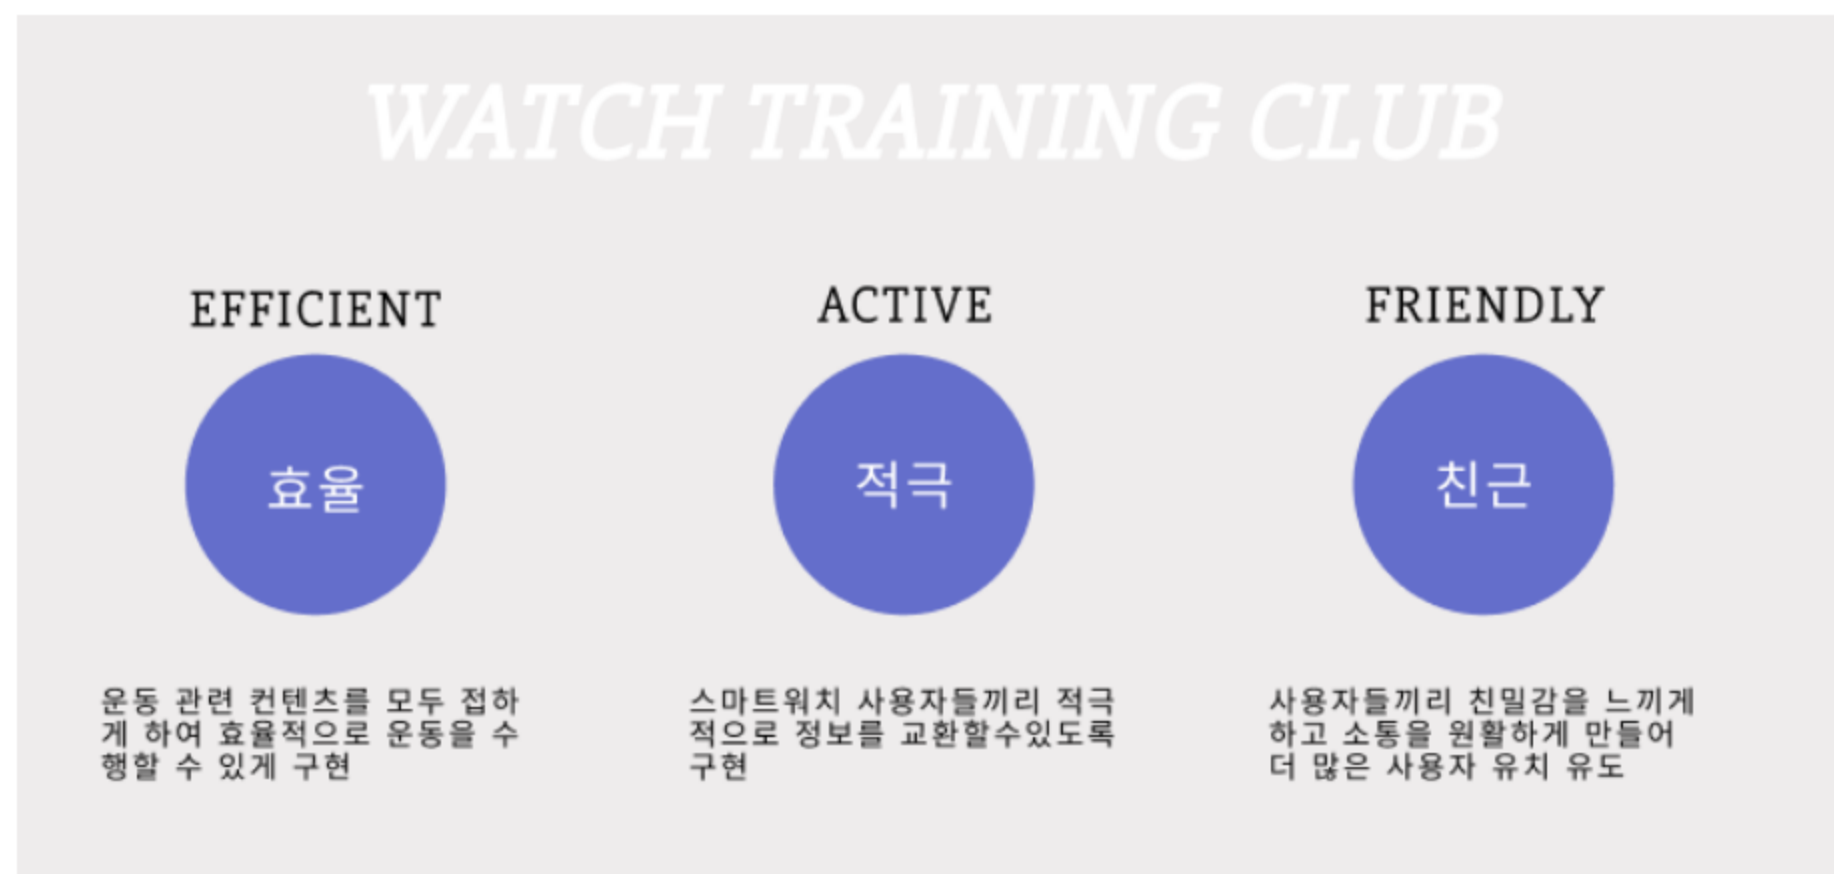 WATCH TRAINING CLUB
EFFICIENT
효율
운동 관련 컨텐츠를 모두 접하
게 하여 효율적으로 운동을 수
행할 수 있게 구현
ACTIVE
적극
스마트워치 사용자들끼리 적극
적으로 정보를 교환할수있도록
구현
FRIENDLY
친근
사용자들끼리 친밀감을 느끼게
하고 소통을 원활하게 만들어
더 많은 사용자 유치 유도